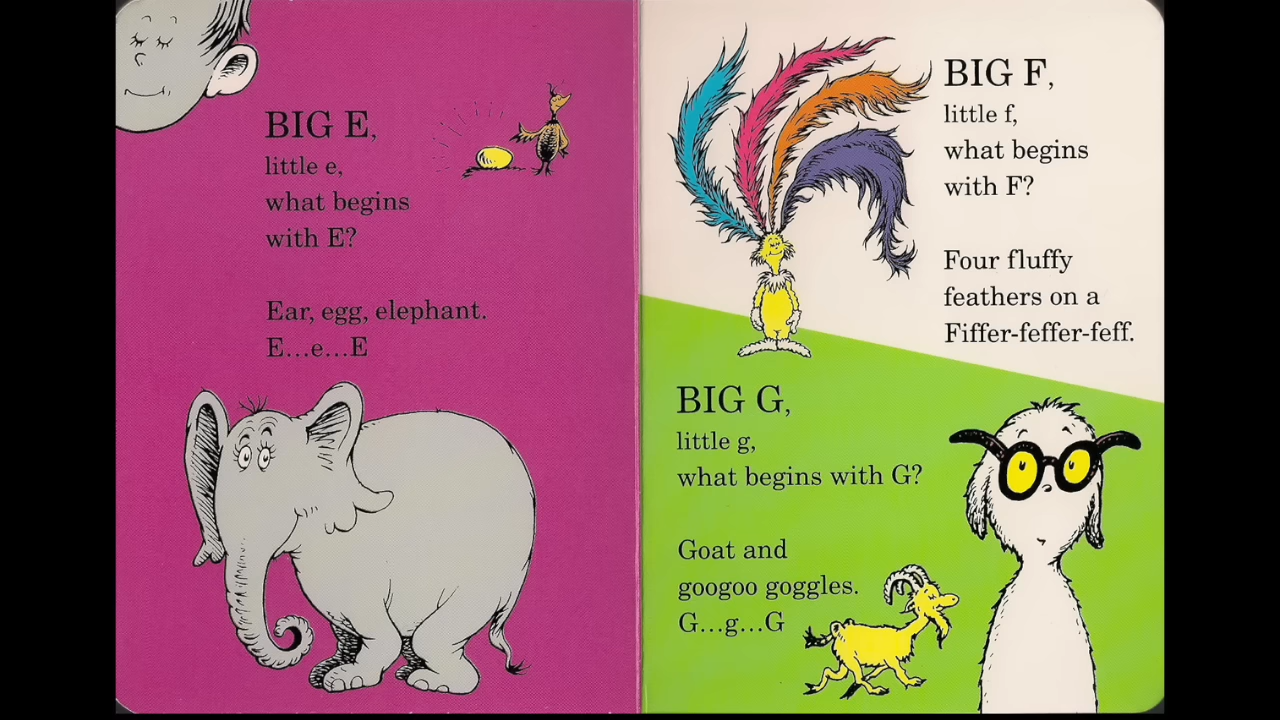 BIG E,
little e,
what begins
with E?
Ear, egg, elephant.
E...e...E
BIG F,
little f,
what begins
with F?
Four fluffy
feathers on a
Fiffer-feffer-feff.
BIG G,
little g,
what begins with G?
Goat and
googoo goggles.
G...g...G